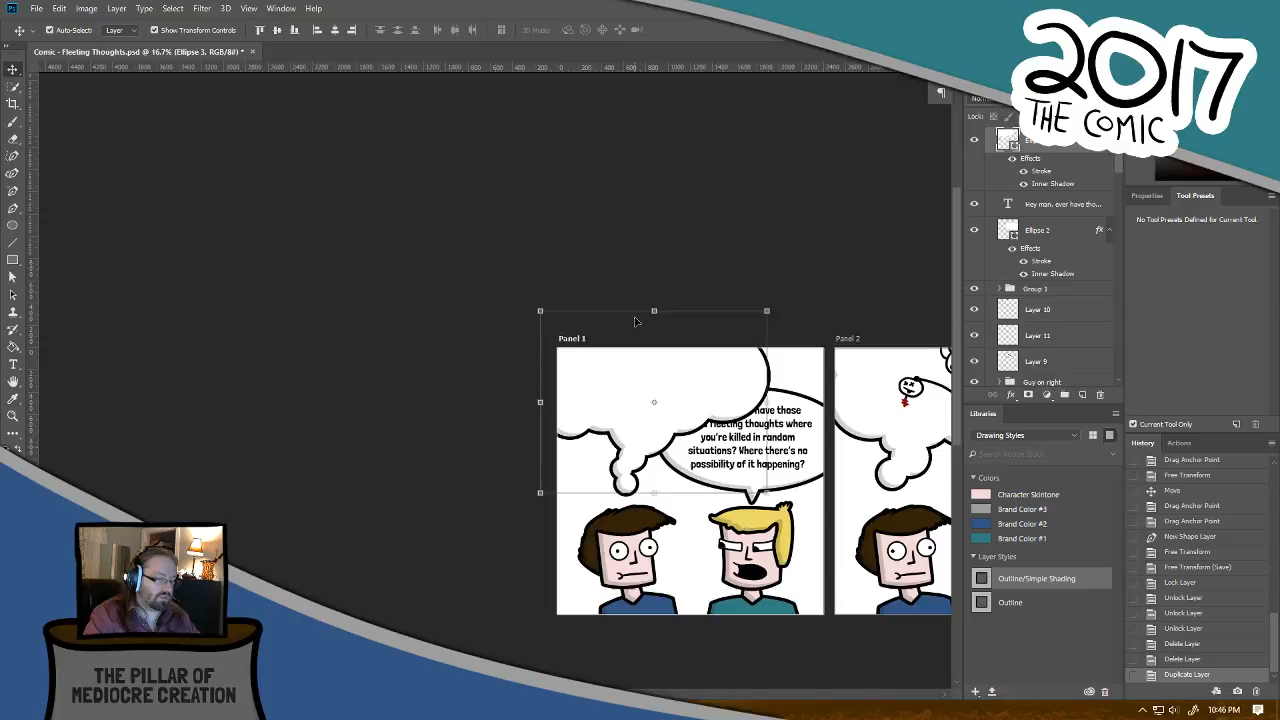 File Edit Image Layer Type Select Filter 3D View Window Help
Auto-Select: Layer Show Transform Controls 3D Mode:
Comic - Fleeting Thoughts.psd @ 16.7% (Ellipse 3, RGB/8#) *
2017
THE COMIC
Lock:
Effects
Stroke
Inner Shadow
Hey man, ever have tho...
Ellipse 2
fx
Effects
Stroke
Inner Shadow
Group 1
Layer 10
Layer 11
Layer 9
Guy on right
Properties Tool Presets
No Tool Presets Defined for Current Tool.
Current Tool Only
Libraries
Drawing Styles
Search Adobe Stock
Colors
Character Skintone
Brand Color #3
Brand Color #2
Brand Color #1
Layer Styles
Outline/Simple Shading
Outline
History Actions
Drag Anchor Point
Free Transform
Move
Drag Anchor Point
Drag Anchor Point
New Shape Layer
Free Transform
Free Transform (Save)
Lock Layer
Unlock Layer
Unlock Layer
Unlock Layer
Delete Layer
Delete Layer
Duplicate Layer
Panel 1
Panel 2
have those
fleeting thoughts where
you're killed in random
situations? Where there's no
possibility of it happening?
THE PILLAR OF
MEDIOCRE CREATION
10:46 PM